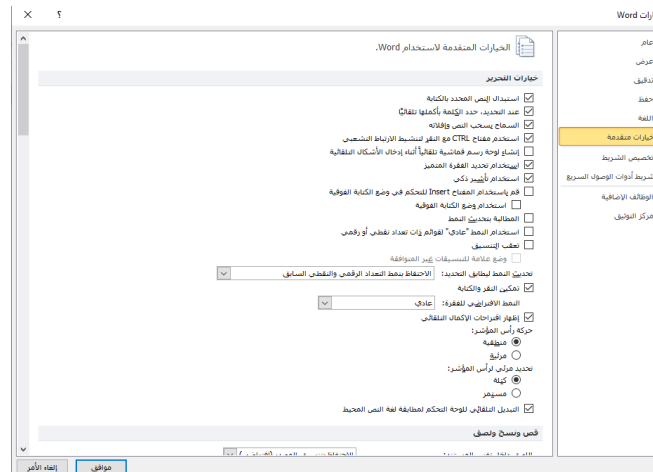 ارات Word
؟
عام
عرض
تدقيق
حفظ
اللغة
خيارات متقدمة
تخصيص الشريط
شريط أدوات الوصول السريع
الوظائف الإضافية
مركز التوثيق
الخيارات المتقدمة لاستخدام Word.
خيارات التحرير
استبدال النص المحدد بالكتابة
عند التحديد، حدد الكلمة بأكملها تلقائيًا
السماح بسحب النص وإفلاته
استخدم مفتاح CTRL مع النقر لتنشيط الارتباط التشعبي
إنشاء لوحة رسم قماشية تلقائياً أثناء إدخال الأشكال التلقائية
استخدام تحديد الفقرة المتميز
استخدام تأشير ذكي
قم باستخدام المفتاح Insert للتحكم في وضع الكتابة الفوقية
استخدام وضع الكتابة الفوقية
المطالبة بتحديث النمط
استخدام النمط "عادي" لقوائم ذات تعداد نقطي أو رقمي
تعقب التنسيق
وضع علامة للتنسيقات غير المتوافقة
تحديث النمط ليطابق التحديد: الاحتفاظ بنمط التعداد الرقمي والنقطي السابق
تمكين النقر والكتابة
النمط الافتراضي للفقرة: عادي
إظهار اقتراحات الإكمال التلقائي
حركة رأس المؤشر:
منطقية
مرئية
تحديد مرئي لرأس المؤشر:
كتلة
مستمر
التبديل التلقائي للوحة التحكم لمطابقة لغة النص المحيط
قص ونسخ ولصق
موافق
إلغاء الأمر